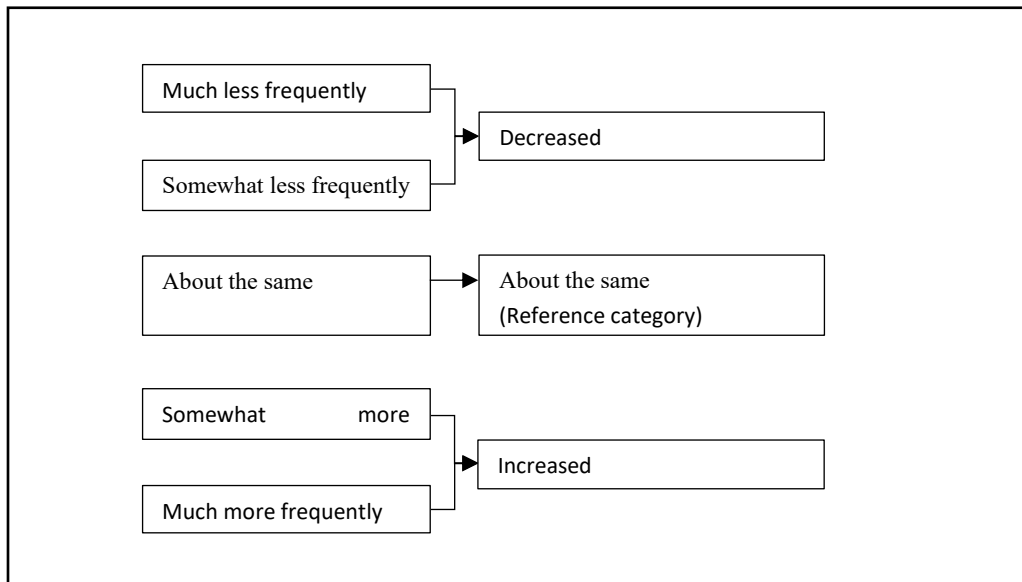 Much less frequently
Decreased
Somewhat less frequently
About the same
About the same
(Reference category)
Somewhat more
Increased
Much more frequently